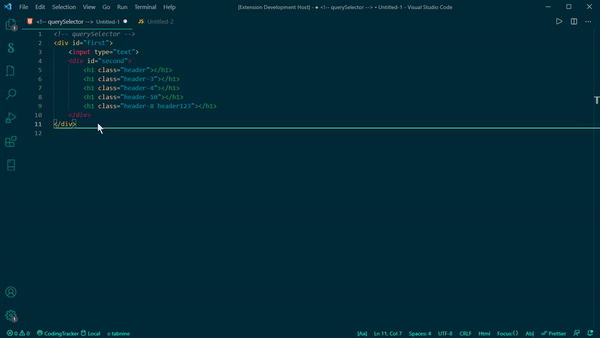 File Edit Selection View Go Run Terminal Help [Extension Development Host] - ● <!-- querySelector --> • Untitled-1 - Visual Studio Code
<!-- querySelector --> Untitled-1 ● JS Untitled-2
1 <!-- querySelector -->
2 <div id="first">
3 <input type="text">
4 <div id="second">
5 <h1 class="header"></h1>
6 <h1 class="header-3"></h1>
7 <h1 class="header-4"></h1>
8 <h1 class="header-10"></h1>
9 <h1 class="header-8 header123"></h1>
10 </div>
11 </div>
12
T
0 0 CodingTracker Local tabnine [Aa] Ln 11, Col 7 Spaces: 4 UTF-8 CRLF Html Focus:{} Ab| Prettier